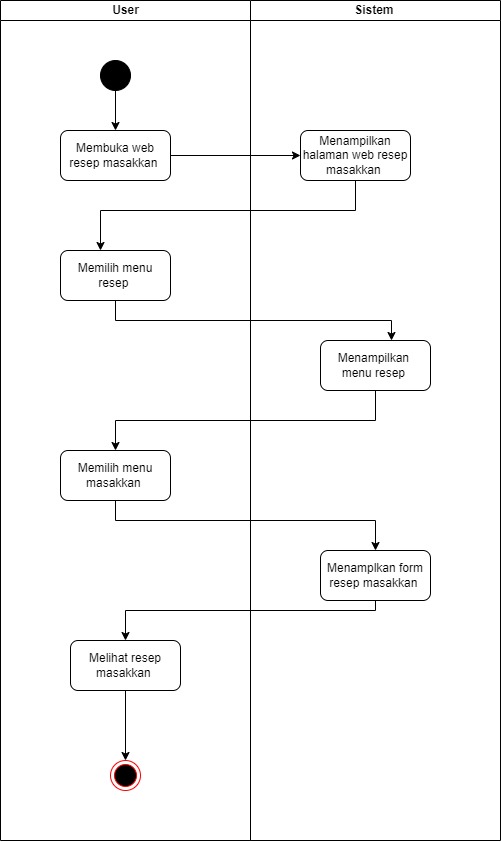 User
Sistem
Membuka web
resep masakkan
Menampilkan
halaman web resep
masakkan
Memilih menu
resep
Menampilkan
menu resep
Memilih menu
masakkan
Menamplkan form
resep masakkan
Melihat resep
masakkan